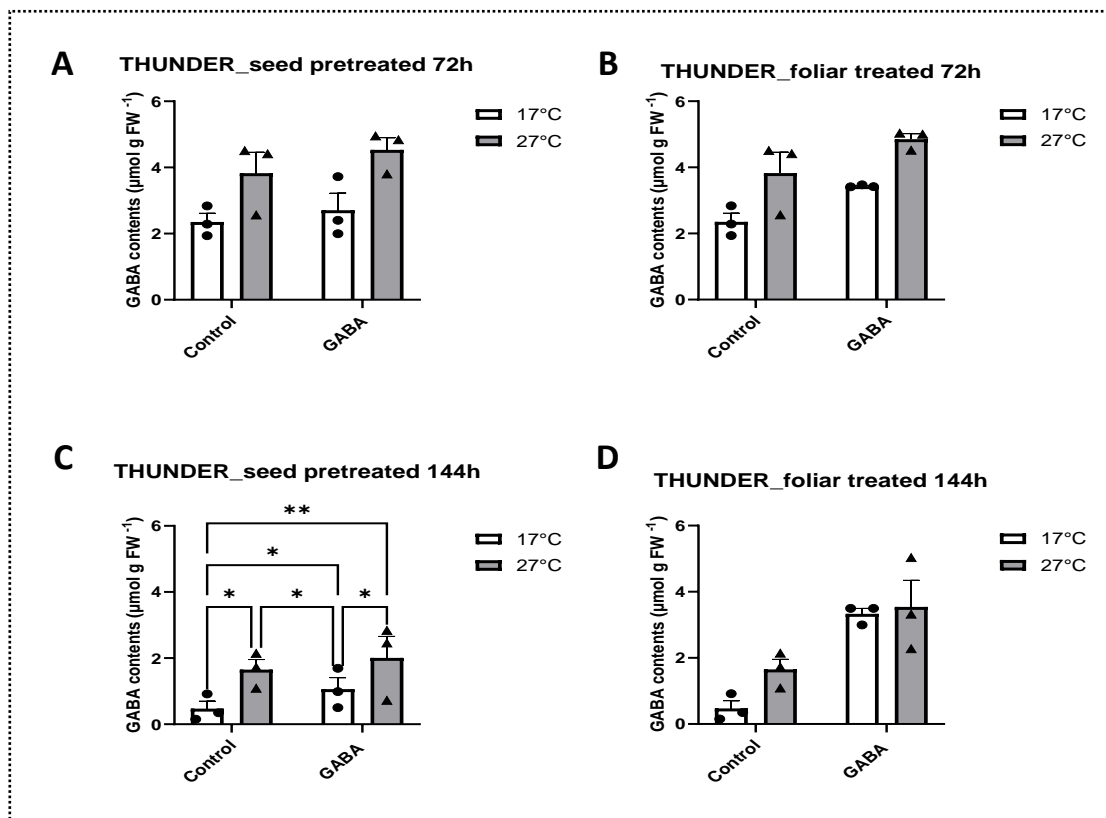 A
THUNDER_seed pretreated 72h
GABA contents (µmol g FW⁻¹)
6
4
2
0
Control
GABA
17°C
27°C
B
THUNDER_foliar treated 72h
GABA contents (µmol g FW⁻¹)
6
4
2
0
Control
GABA
17°C
27°C
C
THUNDER_seed pretreated 144h
GABA contents (µmol g FW⁻¹)
6
4
2
0
**
*
* * *
Control
GABA
17°C
27°C
D
THUNDER_foliar treated 144h
GABA contents (µmol g FW⁻¹)
6
4
2
0
Control
GABA
17°C
27°C